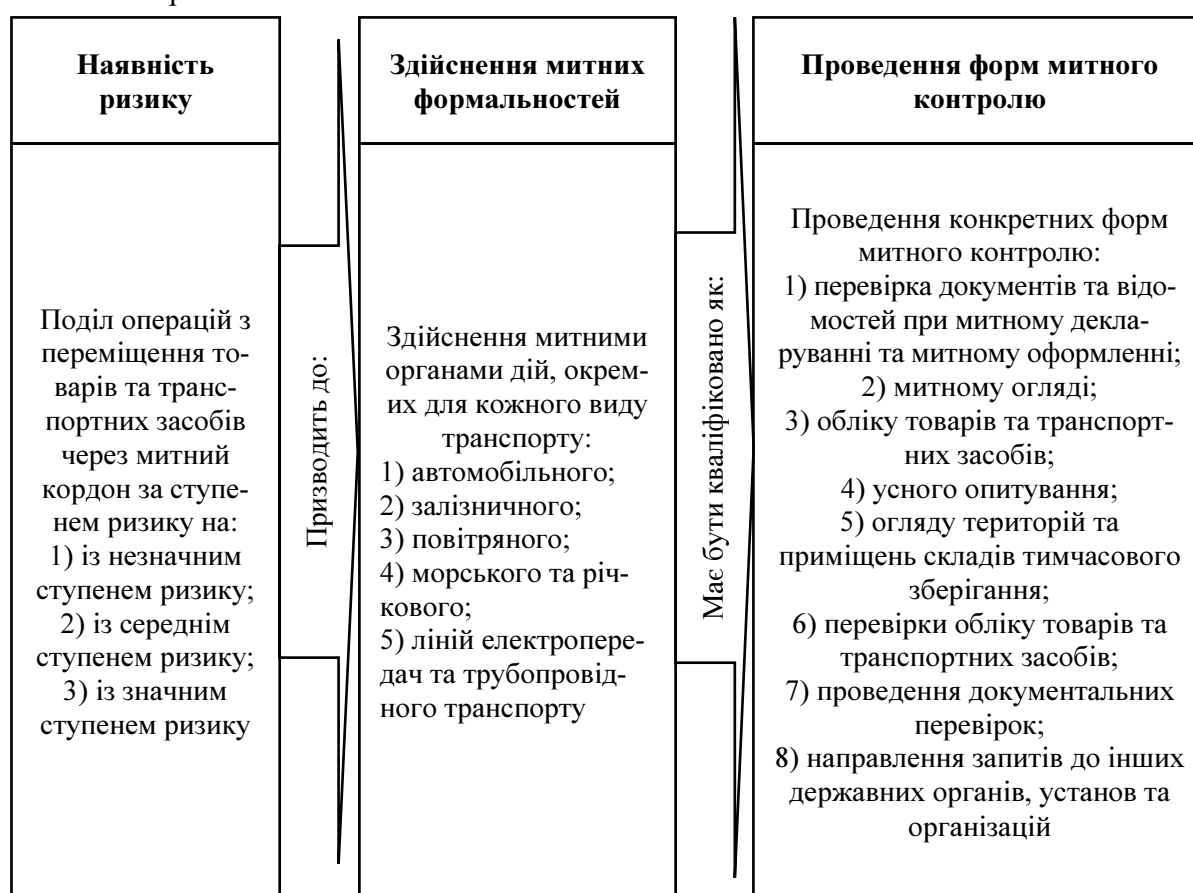 Наявність
ризику
Поділ операцій з
переміщення то-
варів та транс-
портних засобів
через митний
кордон за ступе-
нем ризику на:
1) із незначним
ступенем ризику;
2) із середнім
ступенем ризику;
3) із значним
ступенем ризику
Призводить до:
Здійснення митних
формальностей
Здійснення митними
органами дій, окрем-
их для кожного виду
транспорту:
1) автомобільного;
2) залізничного;
3) повітряного;
4) морського та річ-
кового;
5) ліній електропере-
дач та трубопровід-
ного транспорту
Має бути кваліфіковано як:
Проведення форм митного
контролю
Проведення конкретних форм
митного контролю:
1) перевірка документів та відо-
мостей при митному декла-
руванні та митному оформленні;
2) митному огляді;
3) обліку товарів та транспорт-
них засобів;
4) усного опитування;
5) огляду територій та
приміщень складів тимчасового
зберігання;
6) перевірки обліку товарів та
транспортних засобів;
7) проведення документальних
перевірок;
8) направлення запитів до інших
державних органів, установ та
організацій